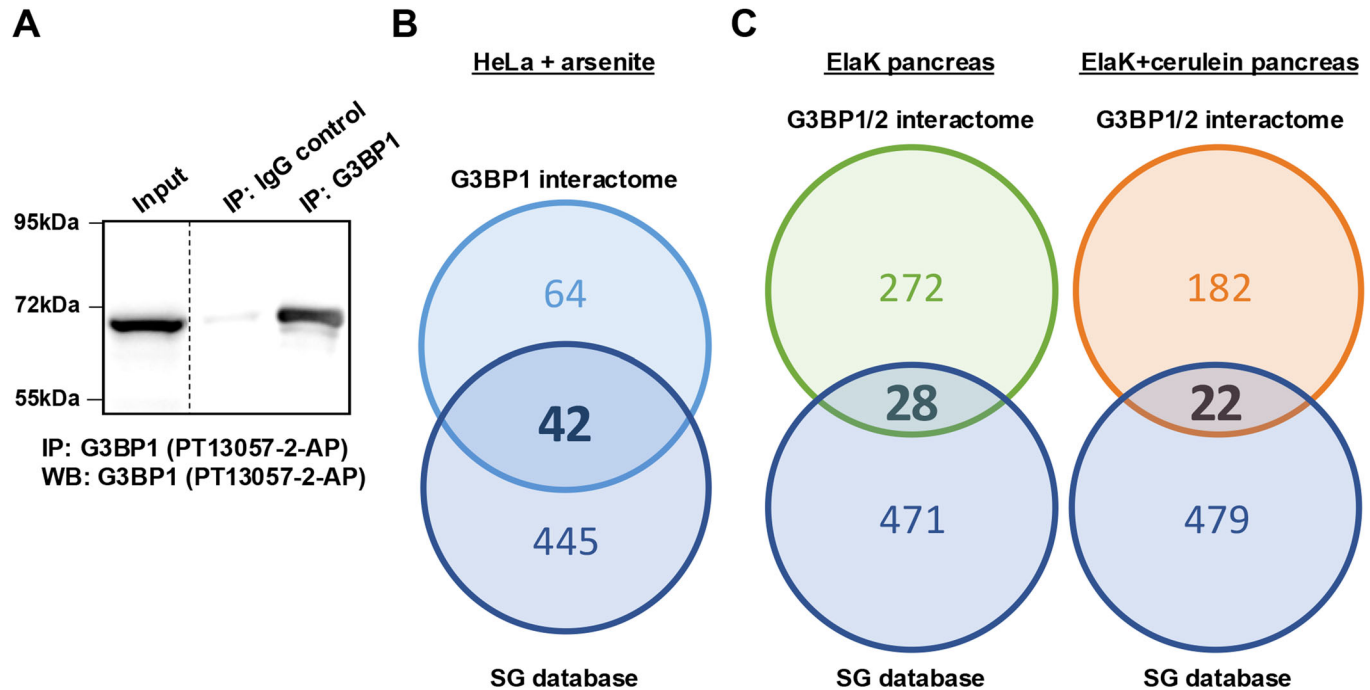 A
Input
IP: IgG control
IP: G3BP1
95kDa
72kDa
55kDa
IP: G3BP1 (PT13057-2-AP)
WB: G3BP1 (PT13057-2-AP)
B
HeLa + arsenite
G3BP1 interactome
64
42
445
SG database
C
ElaK pancreas
G3BP1/2 interactome
272
28
471
SG database
ElaK+cerulein pancreas
G3BP1/2 interactome
182
22
479
SG database